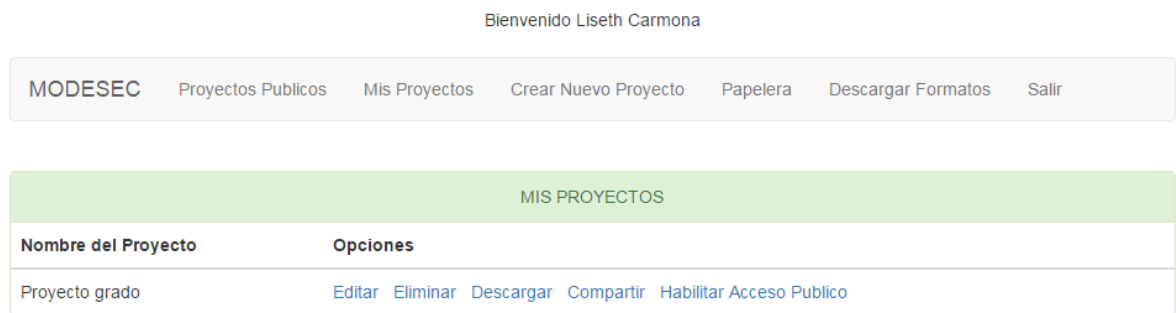 Bienvenido Liseth Carmona
MODESEC Proyectos Publicos Mis Proyectos Crear Nuevo Proyecto Papelera Descargar Formatos Salir
MIS PROYECTOS
Nombre del Proyecto Opciones
Proyecto grado Editar Eliminar Descargar Compartir Habilitar Acceso Publico